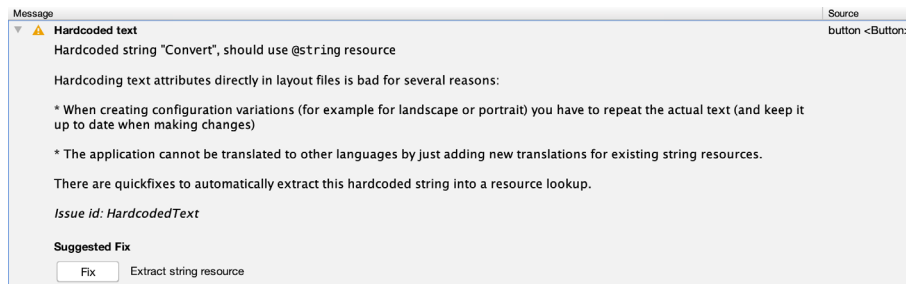 Message Source
Hardcoded text button <Button>
Hardcoded string "Convert", should use @string resource
Hardcoding text attributes directly in layout files is bad for several reasons:
* When creating configuration variations (for example for landscape or portrait) you have to repeat the actual text (and keep it
up to date when making changes)
* The application cannot be translated to other languages by just adding new translations for existing string resources.
There are quickfixes to automatically extract this hardcoded string into a resource lookup.
Issue id: HardcodedText
Suggested Fix
Fix Extract string resource